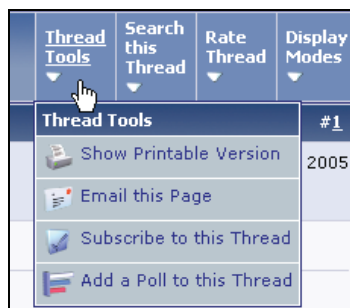 Thread Tools
Search this Thread
Rate Thread
Display Modes
Thread Tools
#1
Show Printable Version
2005
Email this Page
Subscribe to this Thread
Add a Poll to this Thread